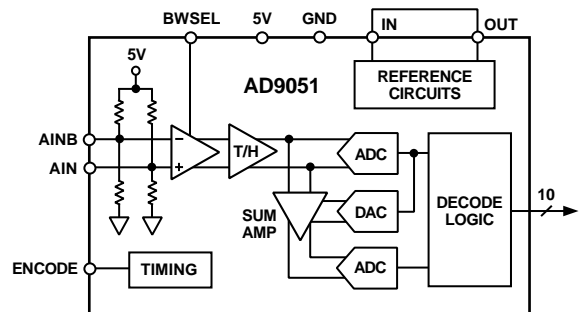 BWSEL
5V
GND
IN
OUT
5V
AD9051
REFERENCE
CIRCUITS
AINB
AIN
−
+
T/H
ADC
SUM
AMP
DAC
DECODE
LOGIC
10
ADC
ENCODE
TIMING